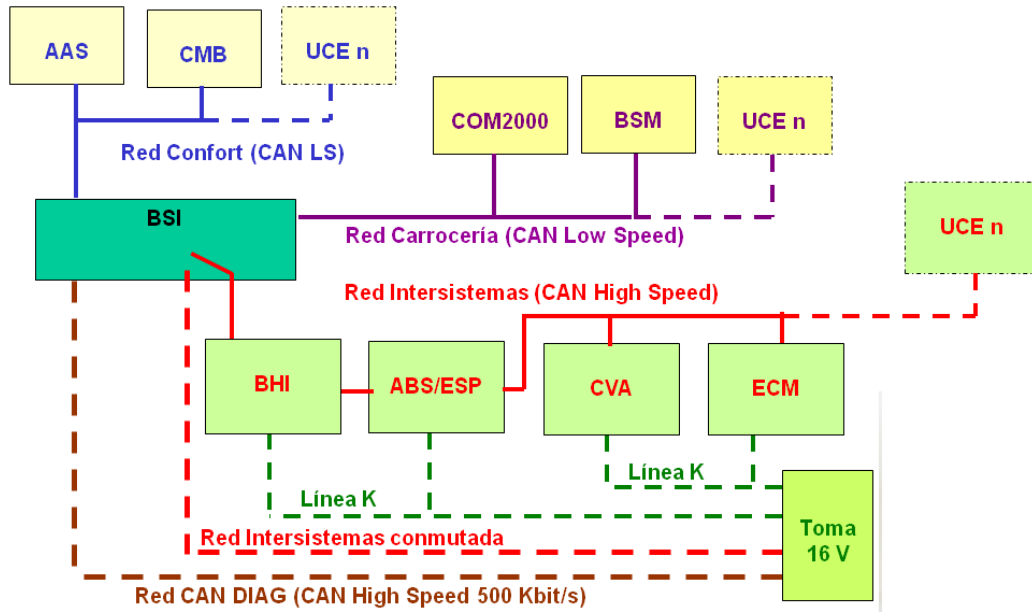 AAS
CMB
UCE n
Red Confort (CAN LS)
COM2000
BSM
UCE n
BSI
Red Carrocería (CAN Low Speed)
UCE n
Red Intersistemas (CAN High Speed)
BHI
ABS/ESP
CVA
ECM
Línea K
Línea K
Toma
16 V
Red Intersistemas conmutada
Red CAN DIAG (CAN High Speed 500 Kbit/s)